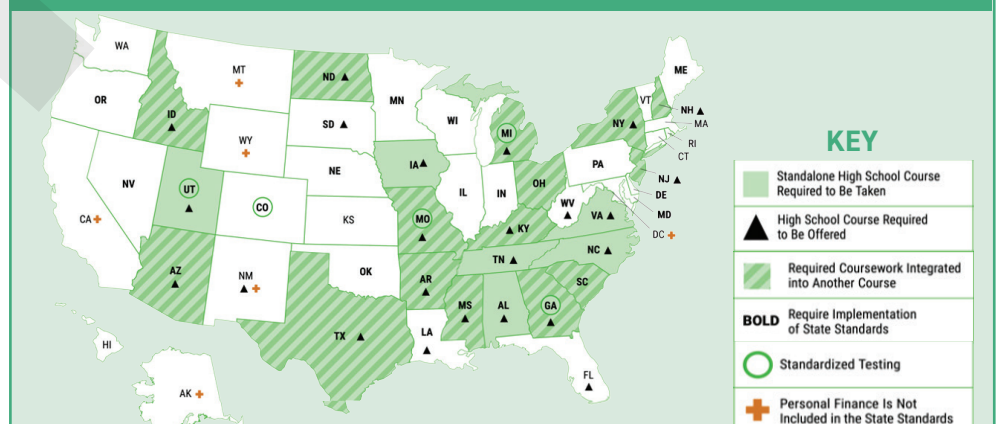 WA
MT
ND
ME
OR
MN
VT
ID
SD
WI
NY
NH
MA
MI
WY
RI
CT
IA
PA
NJ
NE
NV
UT
CO
IL
IN
OH
DE
WV
MD
VA
CA
KS
MO
KY
DC
NC
TN
AZ
NM
OK
AR
SC
MS
AL
GA
TX
LA
HI
FL
AK
KEY
Standalone High School Course
Required to Be Taken
High School Course Required
to Be Offered
Required Coursework Integrated
into Another Course
BOLD Require Implementation
of State Standards
Standardized Testing
Personal Finance Is Not
Included in the State Standards